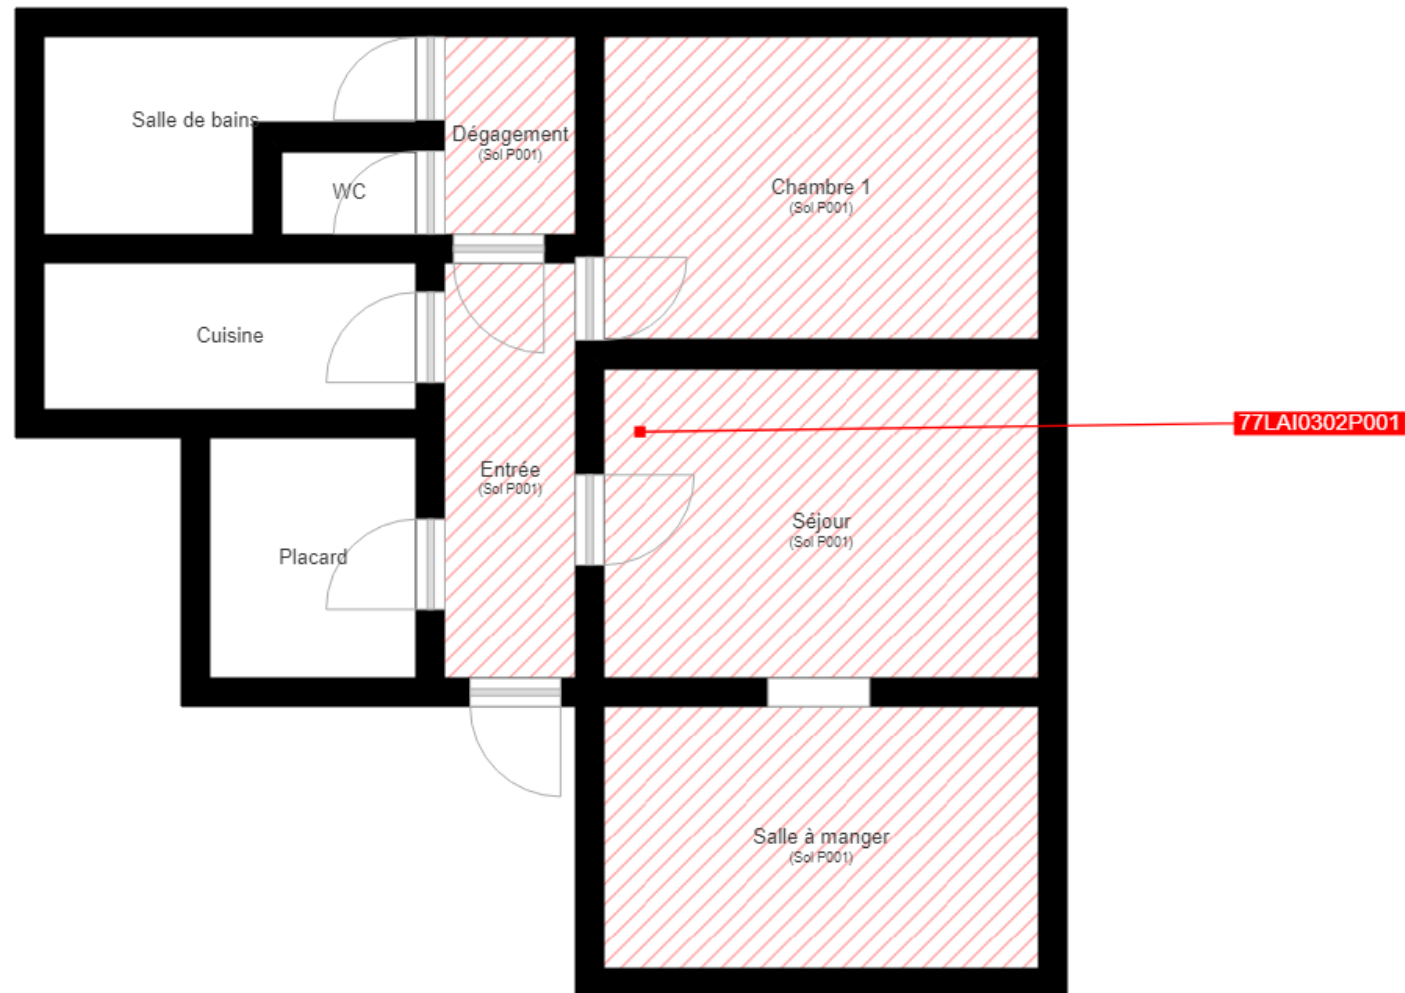 Salle de bains
Dégagement
(Sol P001)
WC
Chambre 1
(Sol P001)
Cuisine
77LAI0302P001
Entrée
(Sol P001)
Séjour
(Sol P001)
Placard
Salle à manger
(Sol P001)